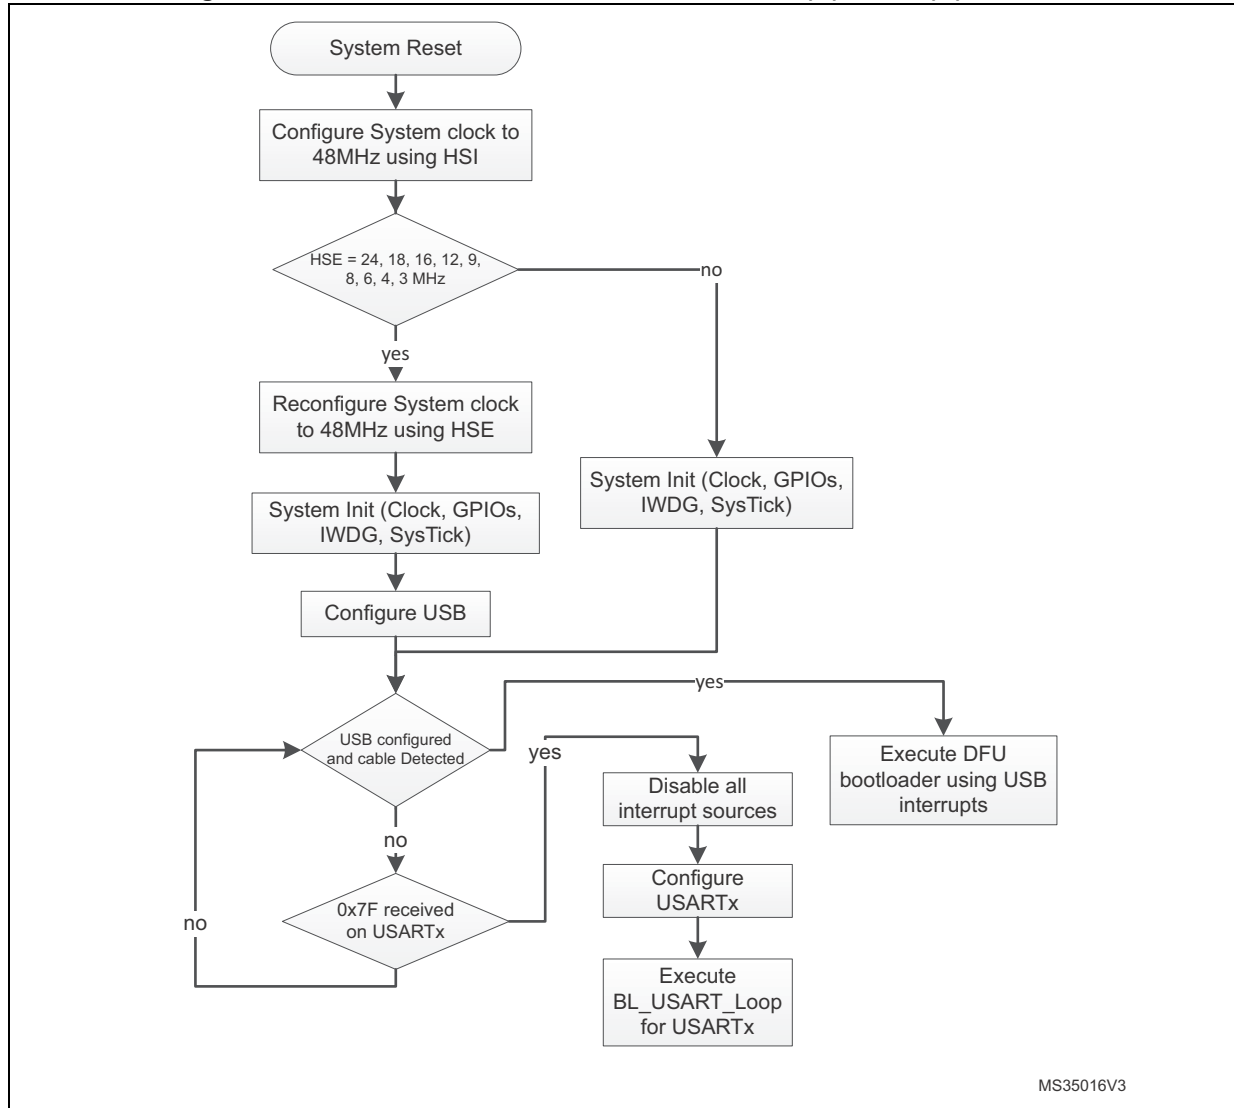 System Reset
Configure System clock to
48MHz using HSI
HSE = 24, 18, 16, 12, 9,
8, 6, 4, 3 MHz
no
yes
Reconfigure System clock
to 48MHz using HSE
System Init (Clock, GPIOs,
IWDG, SysTick)
System Init (Clock, GPIOs,
IWDG, SysTick)
Configure USB
yes
USB configured
and cable Detected
yes
Execute DFU
bootloader using USB
interrupts
Disable all
interrupt sources
no
Configure
USARTx
0x7F received
on USARTx
no
Execute
BL_USART_Loop
for USARTx
MS35016V3